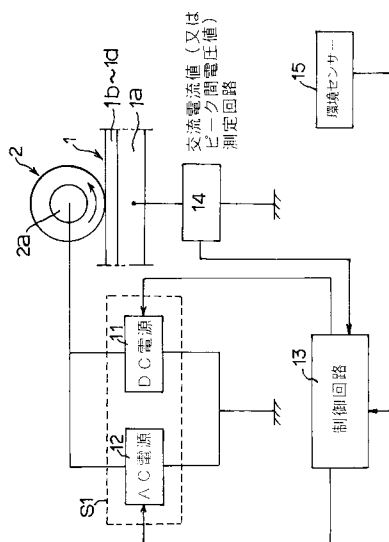 2
2a
1
1b~1d
1a
交流電流値(又は
ピーク間電圧値)
測定回路
14
15
環境センサー
S1
12
AC電源
11
DC電源
13
制御回路